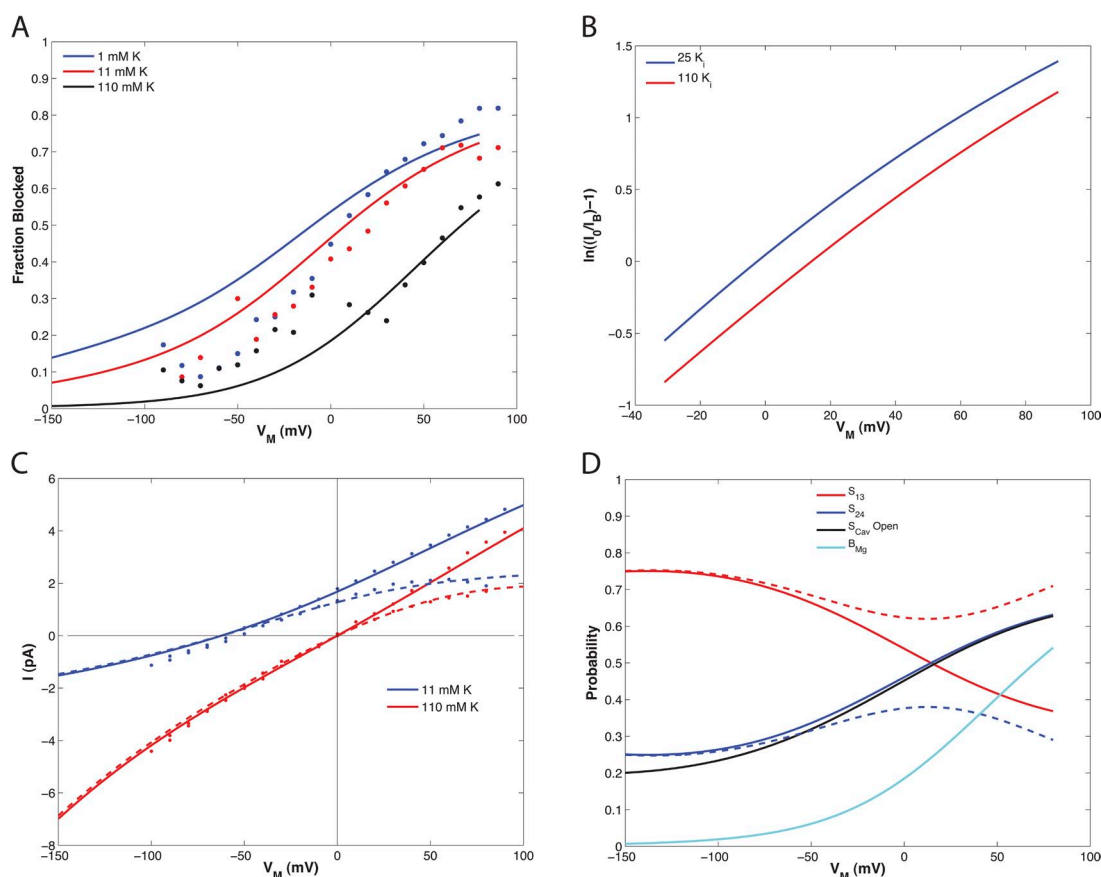 A
1 mM K
11 mM K
110 mM K
Fraction Blocked
1
0.9
0.8
0.7
0.6
0.5
0.4
0.3
0.2
0.1
0
−150
−100
−50
0
50
100
V_M (mV)
B
25 K_i
110 K_i
ln((I_0/I_B)−1)
1.5
1
0.5
0
−0.5
−1
−40
−20
0
20
40
60
80
100
V_M (mV)
C
11 mM K
110 mM K
I (pA)
6
4
2
0
−2
−4
−6
−8
−150
−100
−50
0
50
100
V_M (mV)
D
S_13
S_24
S_Cav Open
B_Mg
Probability
1
0.9
0.8
0.7
0.6
0.5
0.4
0.3
0.2
0.1
0
−150
−100
−50
0
50
100
V_M (mV)